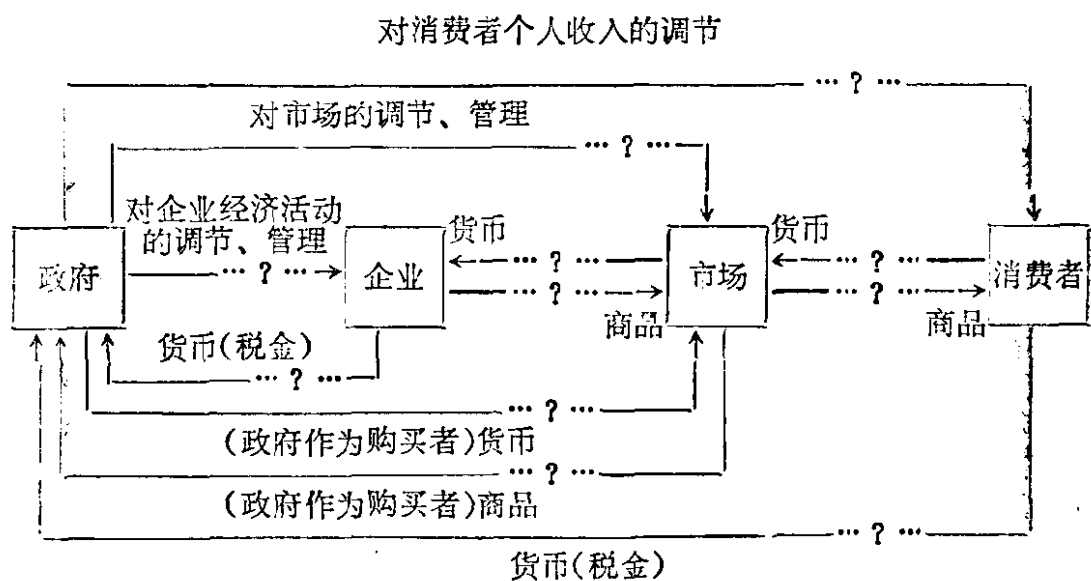 对消费者个人收入的调节
… ? …
对市场的调节、管理
… ? …
对企业经济活动
的调节、管理
货币
货币
政府
… ? …
企业
… ? …
… ? …
市场
… ? …
… ? …
消费者
商品
商品
货币(税金)
… ? …
… ? …
(政府作为购买者)货币
… ? …
(政府作为购买者)商品
… ? …
货币(税金)